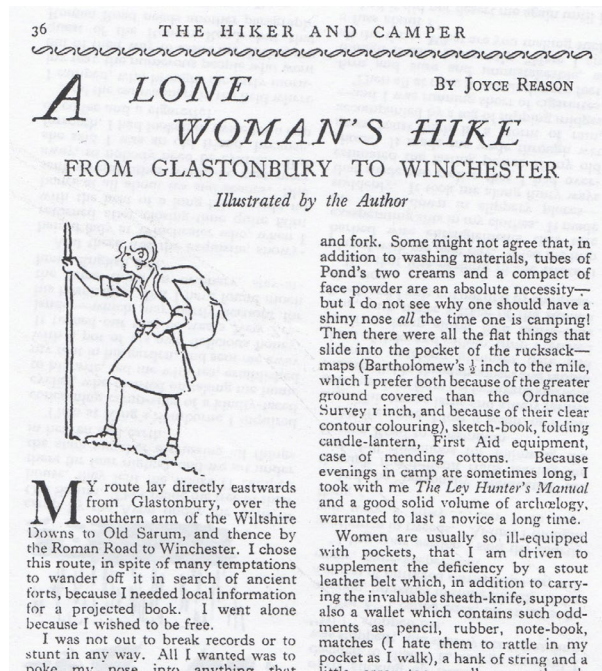 36
THE HIKER AND CAMPER
A LONE
WOMAN'S HIKE
By Joyce Reason
FROM GLASTONBURY TO WINCHESTER
Illustrated by the Author
MY route lay directly eastwards
from Glastonbury, over the
southern arm of the Wiltshire
Downs to Old Sarum, and thence by
the Roman Road to Winchester. I chose
this route, in spite of many temptations
to wander off it in search of ancient
forts, because I needed local information
for a projected book. I went alone
because I wished to be free.
I was not out to break records or to
stunt in any way. All I wanted was to
poke my nose into anything that
and fork. Some might not agree that, in
addition to washing materials, tubes of
Pond's two creams and a compact of
face powder are an absolute necessity—
but I do not see why one should have a
shiny nose all the time one is camping!
Then there were all the flat things that
slide into the pocket of the rucksack—
maps (Bartholomew's ½ inch to the mile,
which I prefer both because of the greater
ground covered than the Ordnance
Survey 1 inch, and because of their clear
contour colouring), sketch-book, folding
candle-lantern, First Aid equipment,
case of mending cottons. Because
evenings in camp are sometimes long, I
took with me The Ley Hunter's Manual
and a good solid volume of archælogy,
warranted to last a novice a long time.
Women are usually so ill-equipped
with pockets, that I am driven to
supplement the deficiency by a stout
leather belt which, in addition to carry-
ing the invaluable sheath-knife, supports
also a wallet which contains such odd-
ments as pencil, rubber, note-book,
matches (I hate them to rattle in my
pocket as I walk), a hank of string and a